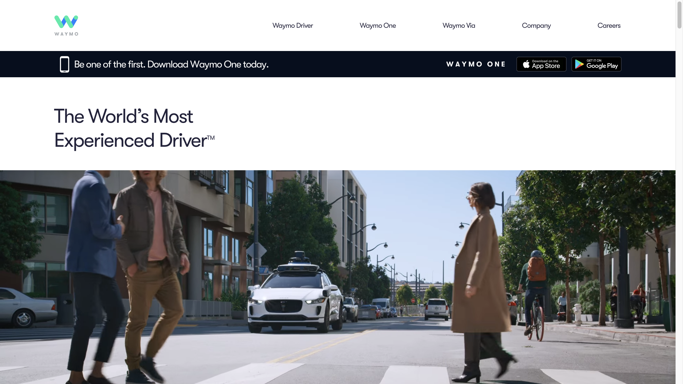 WAYMO
Waymo Driver
Waymo One
Waymo Via
Company
Careers
Be one of the first. Download Waymo One today.
WAYMO ONE
Download on the
App Store
GET IT ON
Google Play
The World's Most
Experienced Driver™